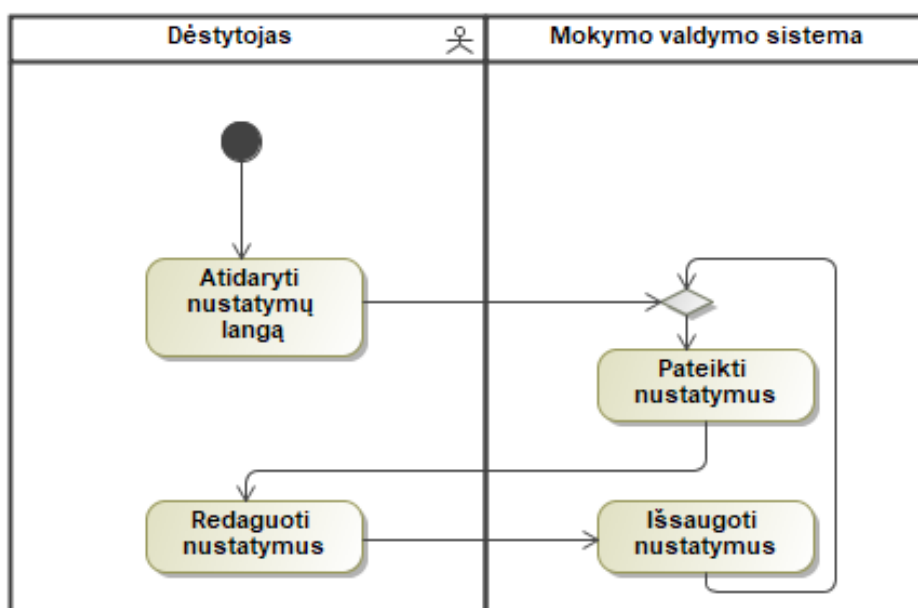 Dėstytojas
Mokymo valdymo sistema
Atidaryti
nustatymų
langą
Pateikti
nustatymus
Redaguoti
nustatymus
Išsaugoti
nustatymus